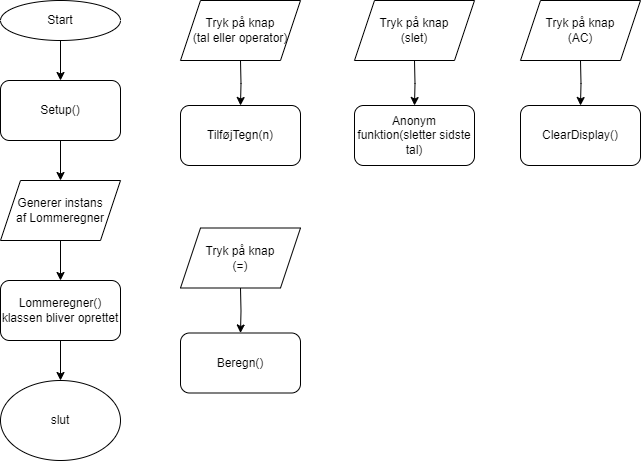 Start
Setup()
Generer instans
af Lommeregner
Lommeregner()
klassen bliver oprettet
slut
Tryk på knap
(tal eller operator)
TilføjTegn(n)
Tryk på knap
(slet)
Anonym
funktion(sletter sidste
tal)
Tryk på knap
(AC)
ClearDisplay()
Tryk på knap
(=)
Beregn()